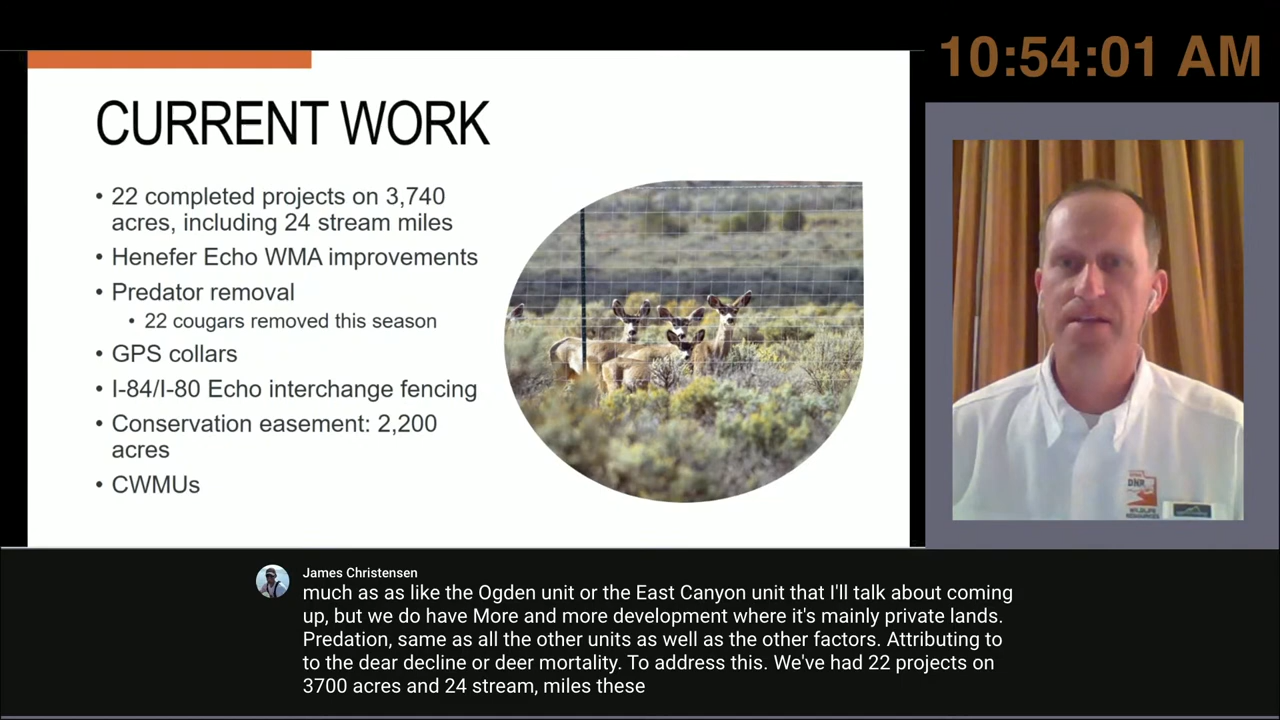 10:54:01 AM
CURRENT WORK
• 22 completed projects on 3,740
acres, including 24 stream miles
• Henefer Echo WMA improvements
• Predator removal
• 22 cougars removed this season
• GPS collars
• I-84/I-80 Echo interchange fencing
• Conservation easement: 2,200
acres
• CWMUs
DNR
WILDLIFE
RESOURCES
James Christensen
much as as like the Ogden unit or the East Canyon unit that I'll talk about coming
up, but we do have More and more development where it's mainly private lands.
Predation, same as all the other units as well as the other factors. Attributing to
to the dear decline or deer mortality. To address this. We've had 22 projects on
3700 acres and 24 stream, miles these